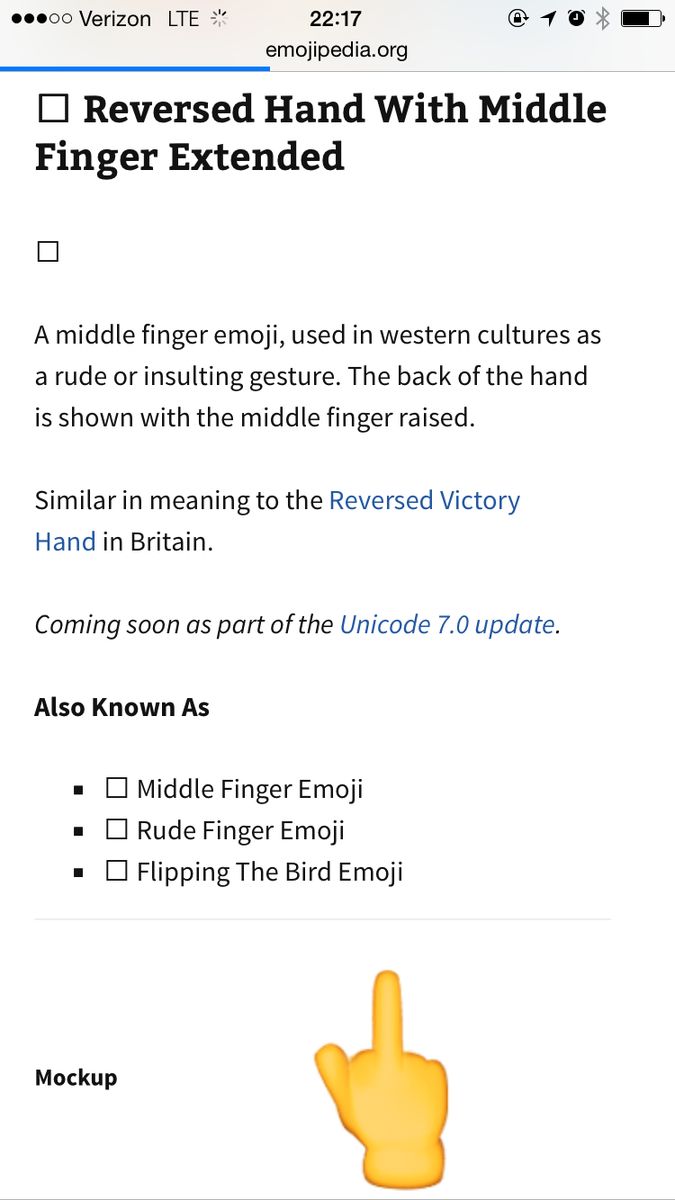 Verizon LTE 22:17
emojipedia.org
□ Reversed Hand With Middle
Finger Extended
□
A middle finger emoji, used in western cultures as
a rude or insulting gesture. The back of the hand
is shown with the middle finger raised.
Similar in meaning to the Reversed Victory
Hand in Britain.
Coming soon as part of the Unicode 7.0 update.
Also Known As
▪ □ Middle Finger Emoji
▪ □ Rude Finger Emoji
▪ □ Flipping The Bird Emoji
Mockup